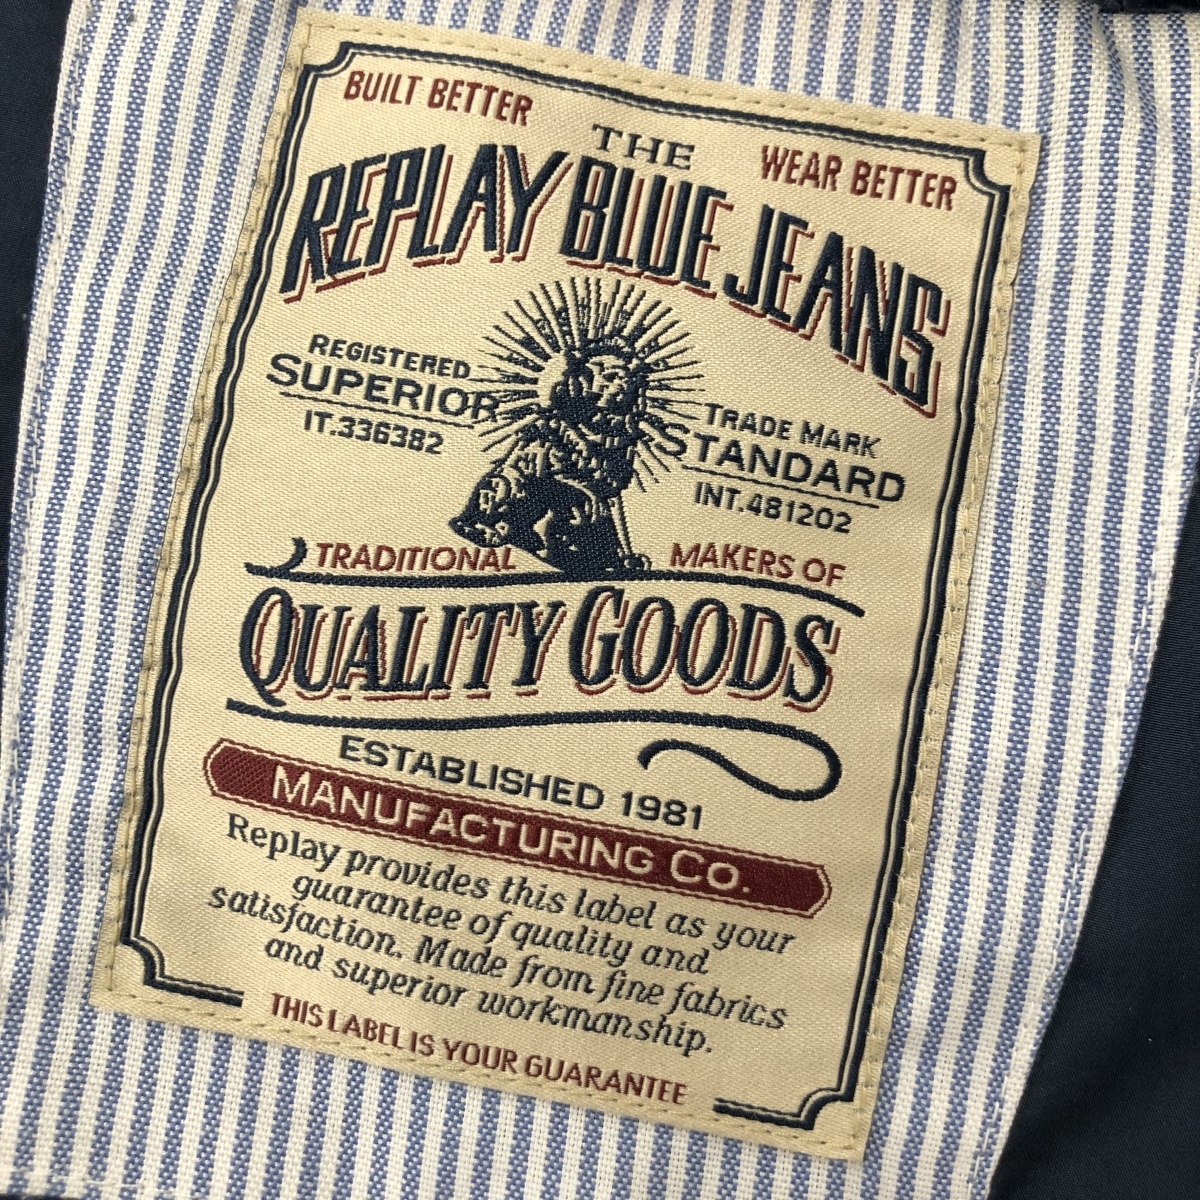 BUILT BETTER
THE
WEAR BETTER
REPLAY BLUE JEANS
REGISTERED
SUPERIOR
IT.336382
TRADE MARK
STANDARD
INT.481202
TRADITIONAL
MAKERS OF
QUALITY GOODS
ESTABLISHED 1981
MANUFACTURING CO.
Replay provides this label as your
guarantee of quality and
satisfaction. Made from fine fabrics
and superior workmanship.
THIS LABEL IS YOUR GUARANTEE